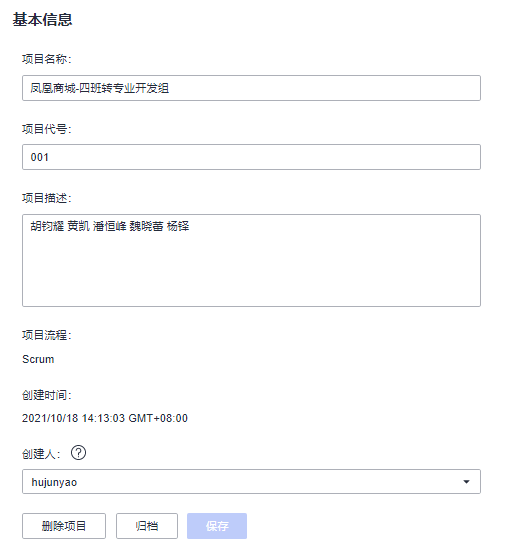 基本信息
项目名称：
凤凰商城-四班转专业开发组
项目代号：
001
项目描述：
胡钧耀 黄凯 潘恒峰 魏晓蕾 杨铎
项目流程：
Scrum
创建时间：
2021/10/18 14:13:03 GMT+08:00
创建人：
hujunyao
删除项目
归档
保存